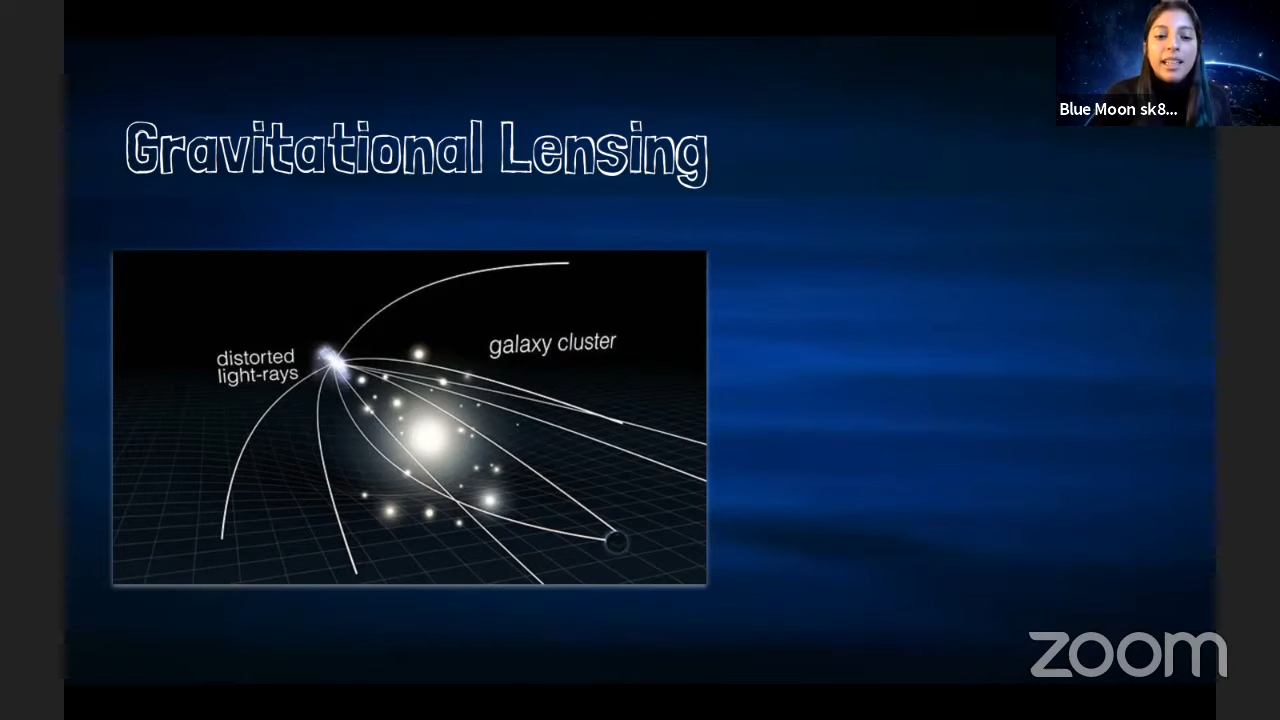 Blue Moon sk8...
Gravitational Lensing
galaxy cluster
distorted
light-rays
zoom